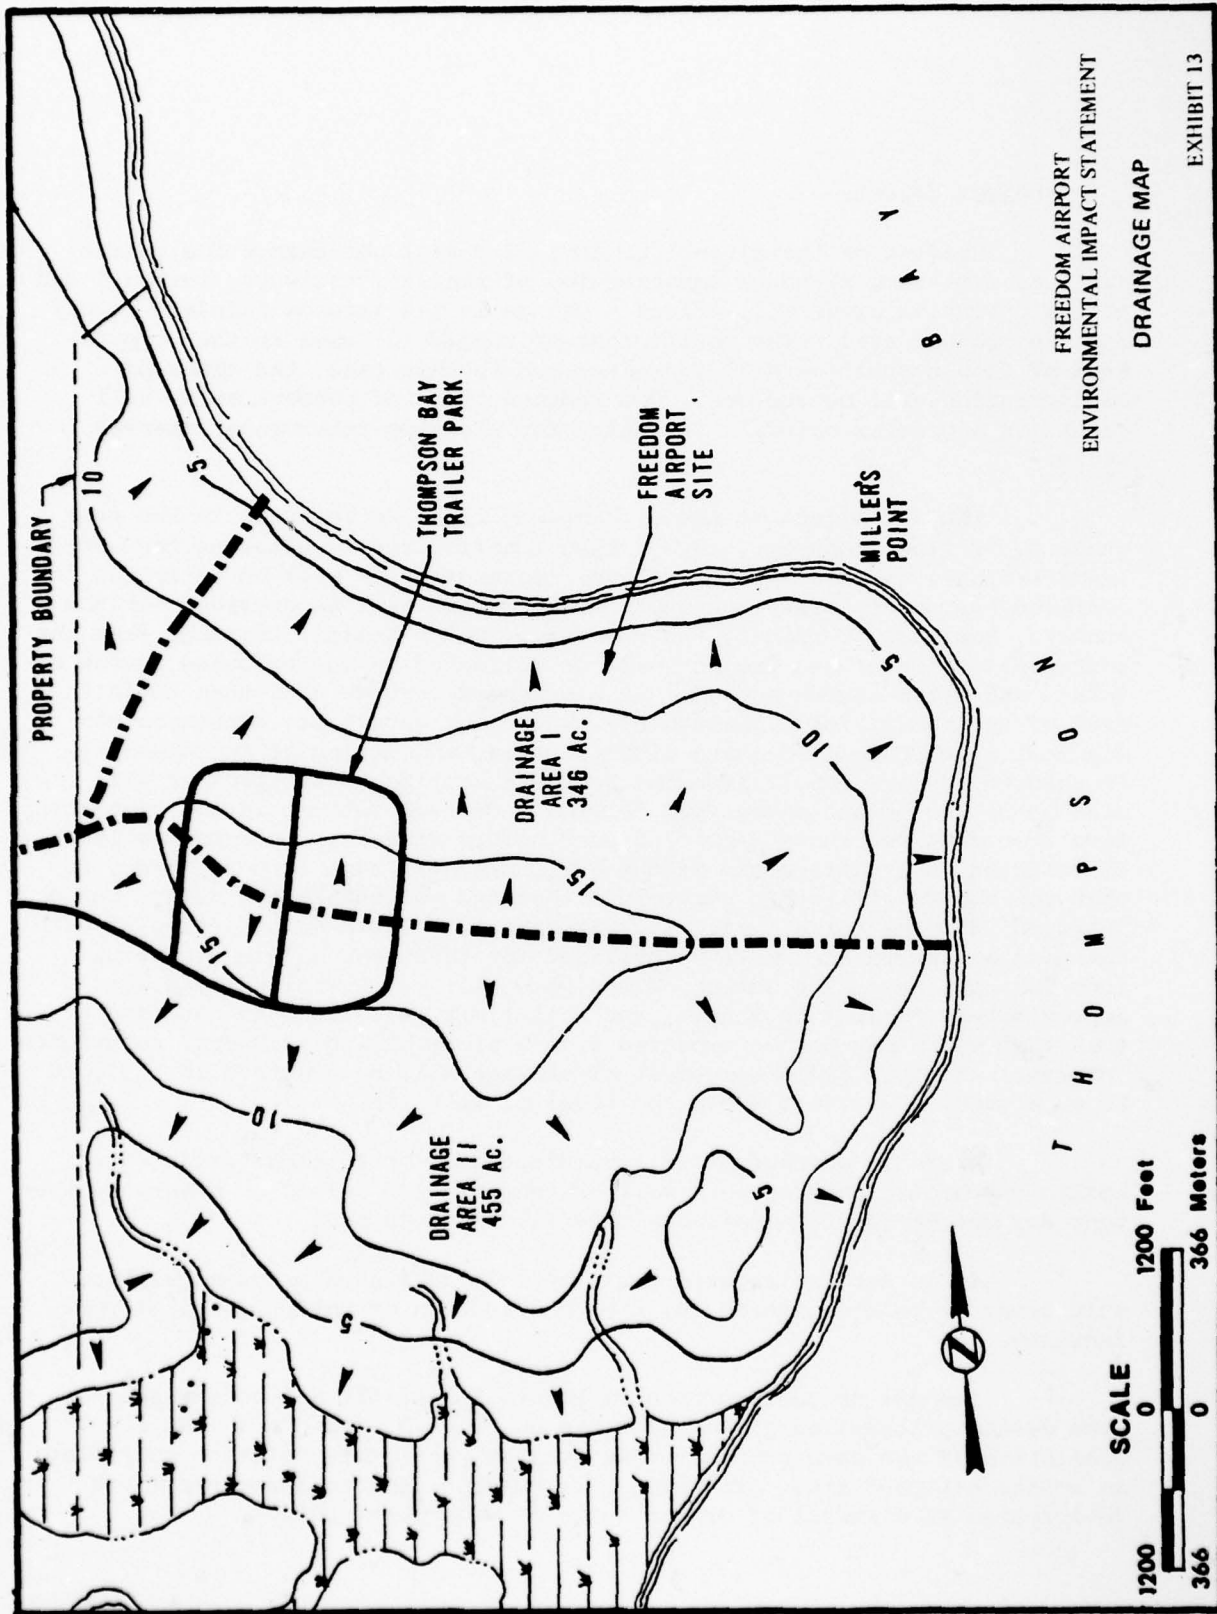 PROPERTY BOUNDARY
10
5
THOMPSON BAY
TRAILER PARK
FREEDOM
AIRPORT
SITE
MILLER'S
POINT
15
15
10
5
10
5
5
DRAINAGE
AREA I
346 AC.
DRAINAGE
AREA II
455 AC.
THOMPSON BAY
N
SCALE
1200 0 1200 Feet
366 0 366 Meters
FREEDOM AIRPORT
ENVIRONMENTAL IMPACT STATEMENT
DRAINAGE MAP
EXHIBIT 13